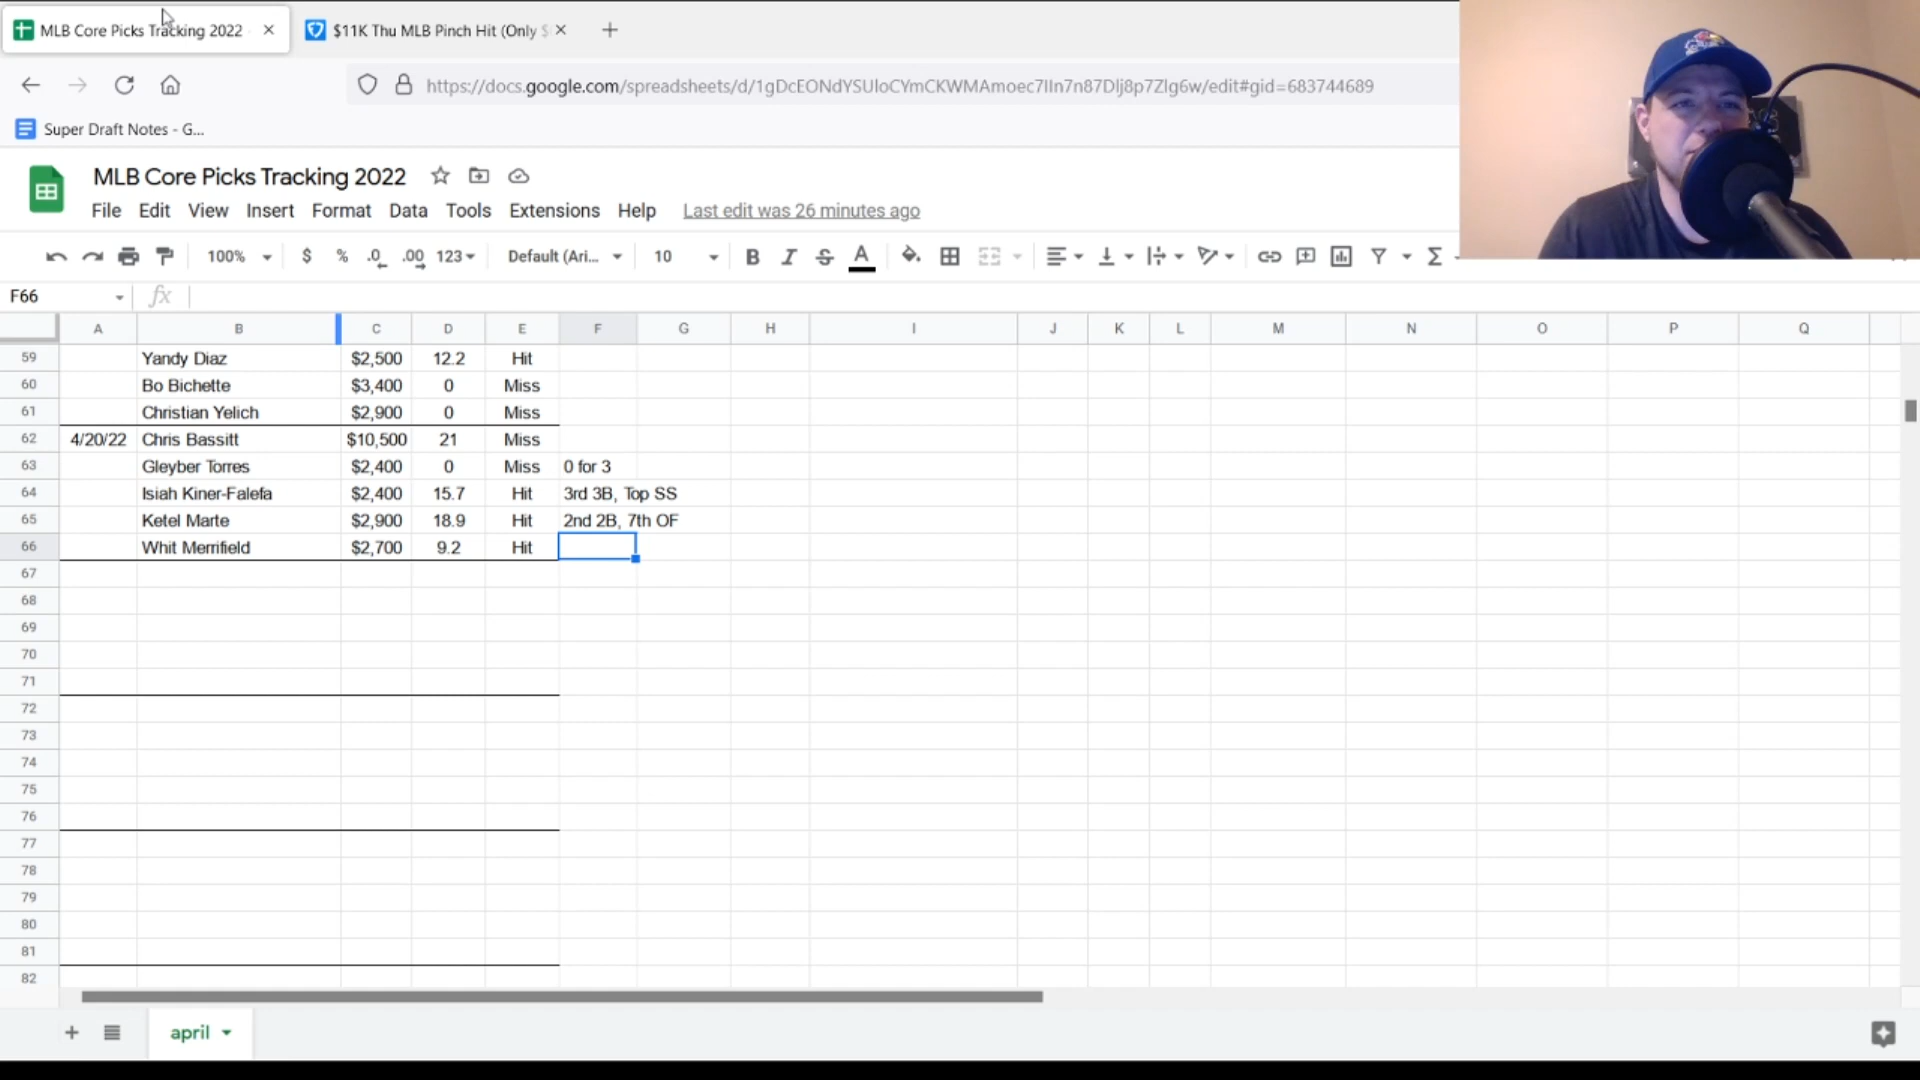 MLB Core Picks Tracking 2022
$11K Thu MLB Pinch Hit (Only $
https://docs.google.com/spreadsheets/d/1gDcEONdYSUloCYmCKWMAmoec7IIn7n87Dlj8p7Zlg6w/edit#gid=683744689
Super Draft Notes - G...
MLB Core Picks Tracking 2022
File Edit View Insert Format Data Tools Extensions Help Last edit was 26 minutes ago
100% $ % .0 .00 123 Default (Ari... 10 B I S A Σ
F66 fx
A B C D E F G H I J K L M N O P Q
59 Yandy Diaz $2,500 12.2 Hit
60 Bo Bichette $3,400 0 Miss
61 Christian Yelich $2,900 0 Miss
62 4/20/22 Chris Bassitt $10,500 21 Miss
63 Gleyber Torres $2,400 0 Miss 0 for 3
64 Isiah Kiner-Falefa $2,400 15.7 Hit 3rd 3B, Top SS
65 Ketel Marte $2,900 18.9 Hit 2nd 2B, 7th OF
66 Whit Merrifield $2,700 9.2 Hit
67
68
69
70
71
72
73
74
75
76
77
78
79
80
81
82
april